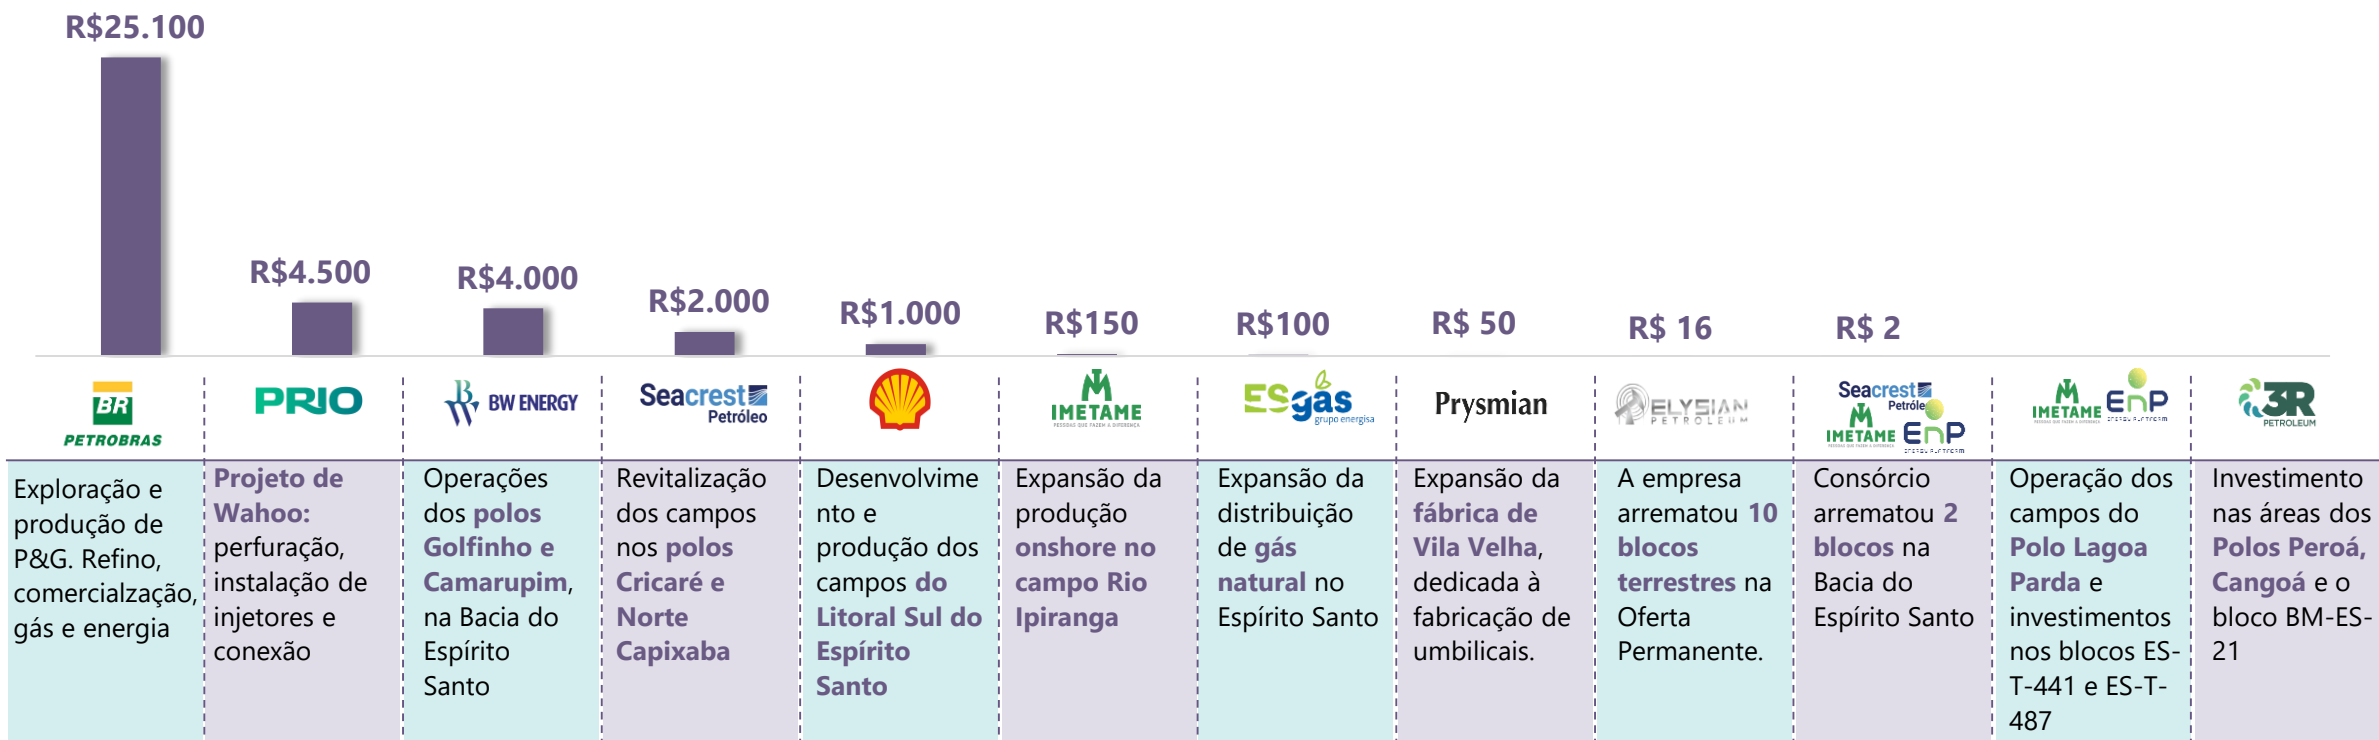 R$25.100
R$4.500
R$4.000
R$2.000
R$1.000
R$150
R$100
R$ 50
R$ 16
R$ 2
BR
PETROBRAS
PRIO
BW ENERGY
Seacrest
Petróleo
IMETAME
PESSOAS QUE FAZEM A DIFERENÇA
ESgás
grupo energisa
Prysmian
ELYSIAN
PETROLEUM
Seacrest
Petróleo
IMETAME
EnP
IMETAME
EnP
3R
PETROLEUM
Exploração e
produção de
P&G. Refino,
comercialzação,
gás e energia
Projeto de
Wahoo:
perfuração,
instalação de
injetores e
conexão
Operações
dos polos
Golfinho e
Camarupim,
na Bacia do
Espírito
Santo
Revitalização
dos campos
nos polos
Cricaré e
Norte
Capixaba
Desenvolvime
nto e
produção dos
campos do
Litoral Sul do
Espírito
Santo
Expansão da
produção
onshore no
campo Rio
Ipiranga
Expansão da
distribuição
de gás
natural no
Espírito Santo
Expansão da
fábrica de
Vila Velha,
dedicada à
fabricação de
umbilicais.
A empresa
arrematou 10
blocos
terrestres na
Oferta
Permanente.
Consórcio
arrematou 2
blocos na
Bacia do
Espírito Santo
Operação dos
campos do
Polo Lagoa
Parda e
investimentos
nos blocos ES-
T-441 e ES-T-
487
Investimento
nas áreas dos
Polos Peroá,
Cangoá e o
bloco BM-ES-
21